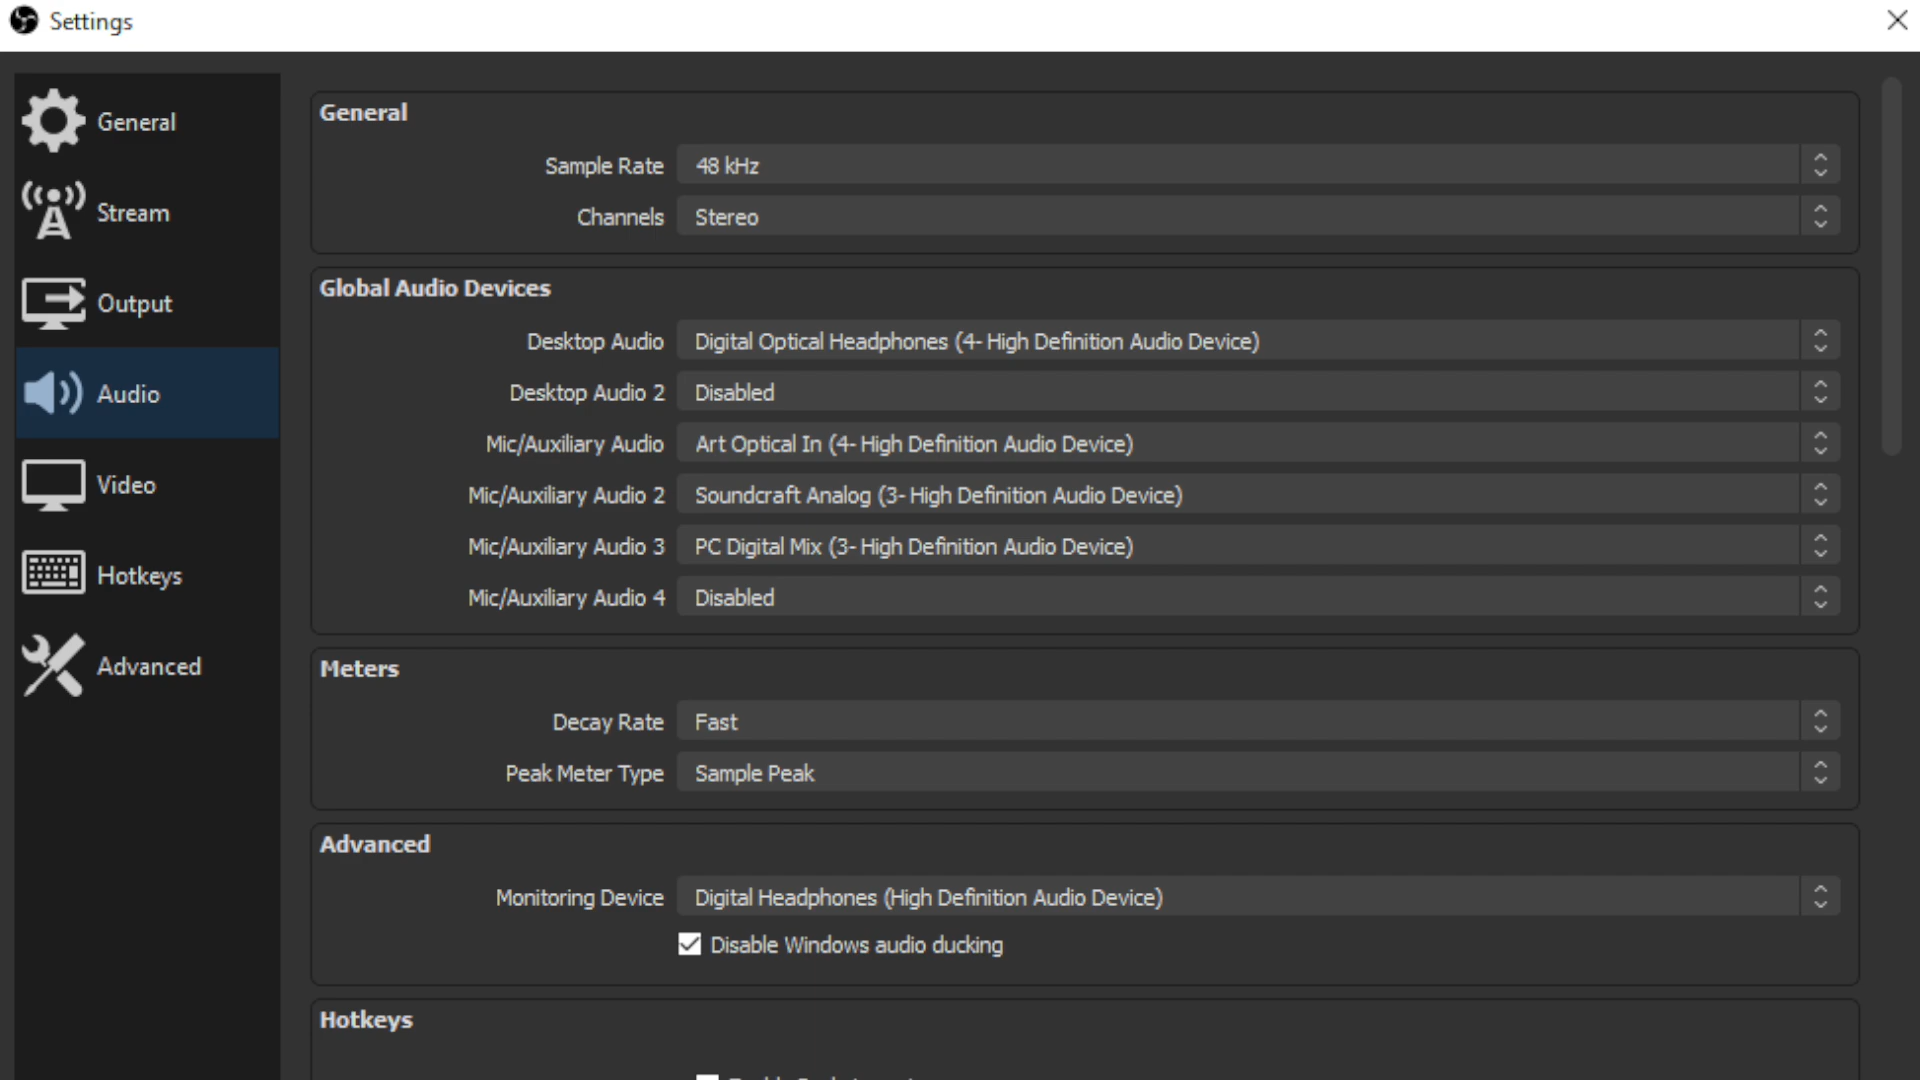 Settings
General
Stream
Output
Audio
Video
Hotkeys
Advanced
General
Sample Rate 48 kHz
Channels Stereo
Global Audio Devices
Desktop Audio Digital Optical Headphones (4- High Definition Audio Device)
Desktop Audio 2 Disabled
Mic/Auxiliary Audio Art Optical In (4- High Definition Audio Device)
Mic/Auxiliary Audio 2 Soundcraft Analog (3- High Definition Audio Device)
Mic/Auxiliary Audio 3 PC Digital Mix (3- High Definition Audio Device)
Mic/Auxiliary Audio 4 Disabled
Meters
Decay Rate Fast
Peak Meter Type Sample Peak
Advanced
Monitoring Device Digital Headphones (High Definition Audio Device)
Disable Windows audio ducking
Hotkeys